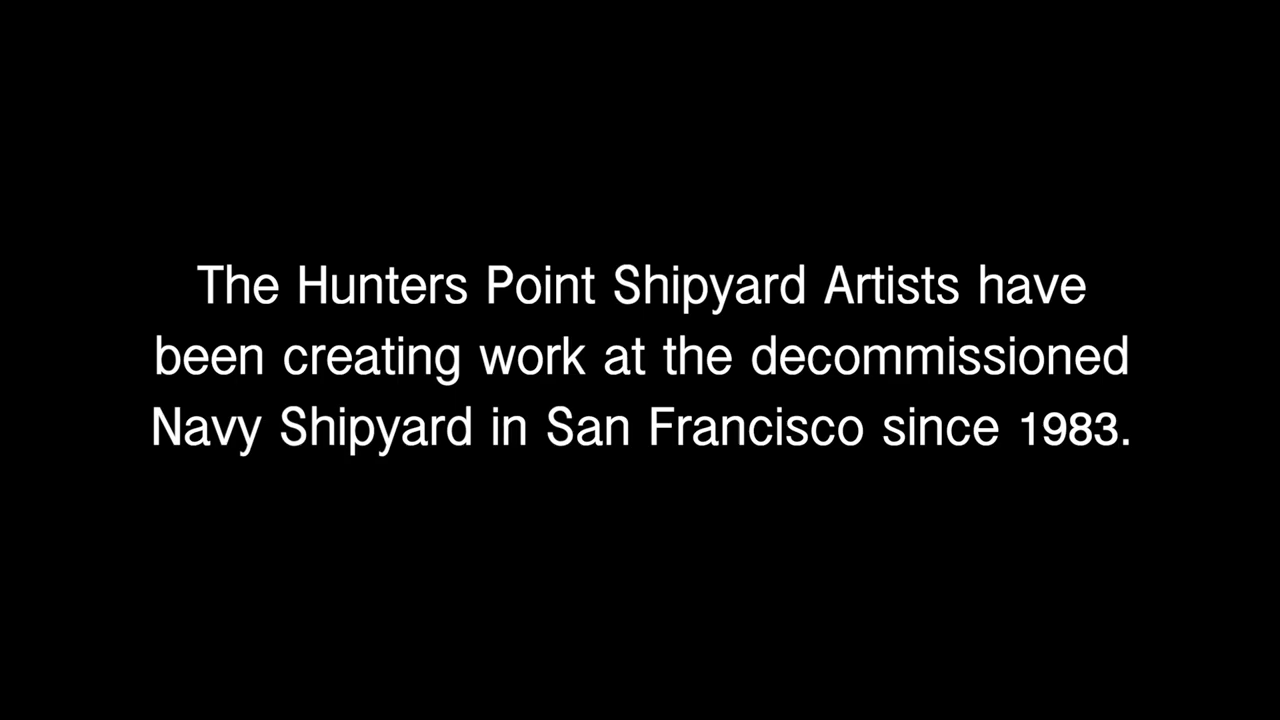 The Hunters Point Shipyard Artists have
been creating work at the decommissioned
Navy Shipyard in San Francisco since 1983.